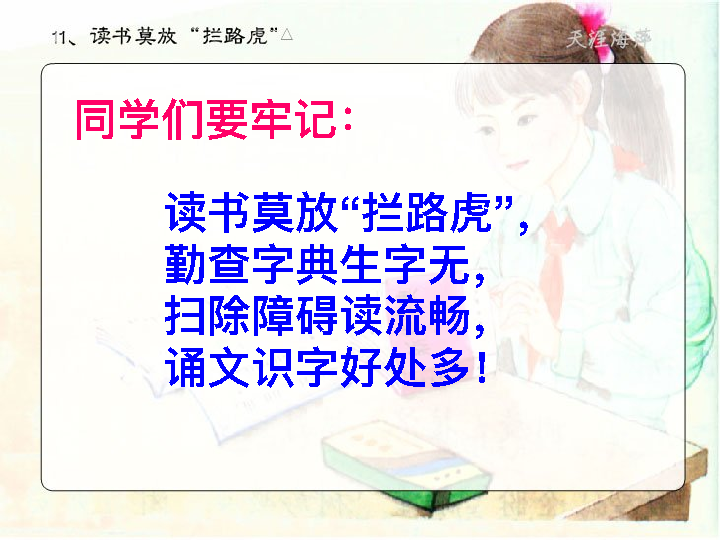 11、读书莫放“拦路虎”△
天涯海萍
同学们要牢记：
读书莫放“拦路虎”，
勤查字典生字无，
扫除障碍读流畅，
诵文识字好处多！